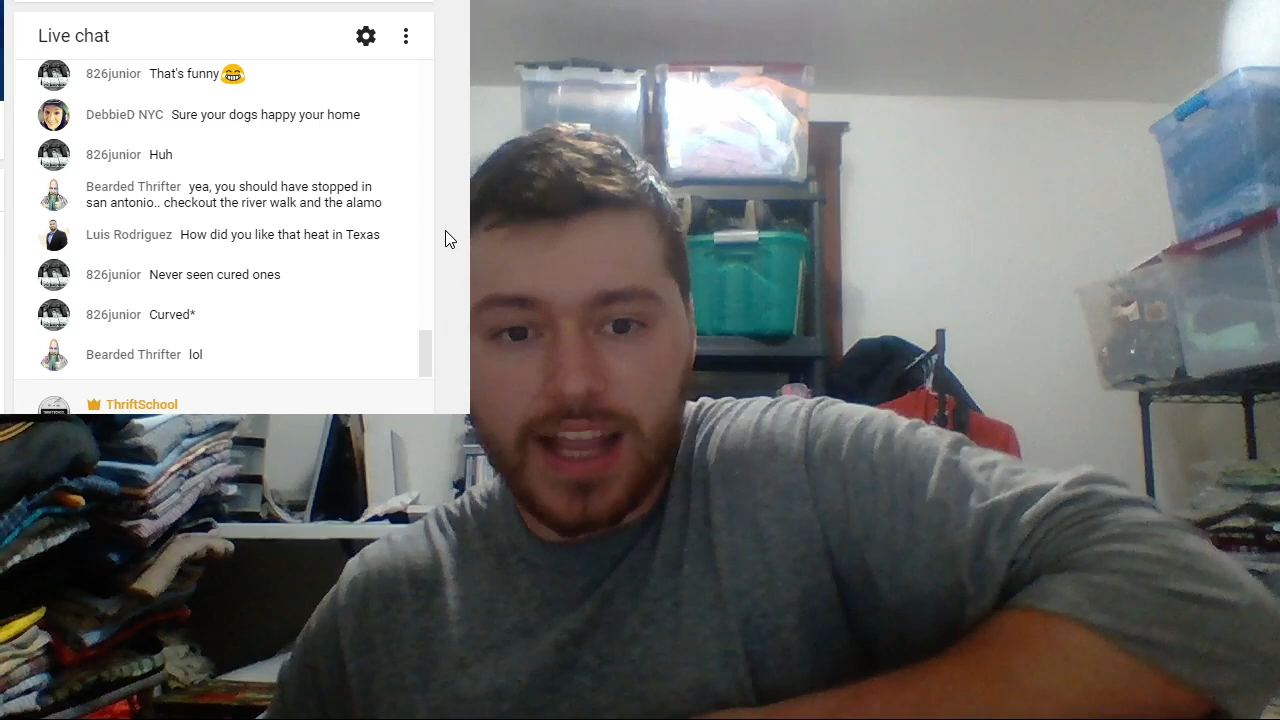 Live chat
826junior That's funny😂
DebbieD NYC Sure your dogs happy your home
826junior Huh
Bearded Thrifter yea, you should have stopped in
san antonio.. checkout the river walk and the alamo
Luis Rodriguez How did you like that heat in Texas
826junior Never seen cured ones
826junior Curved*
Bearded Thrifter lol
ThriftSchool